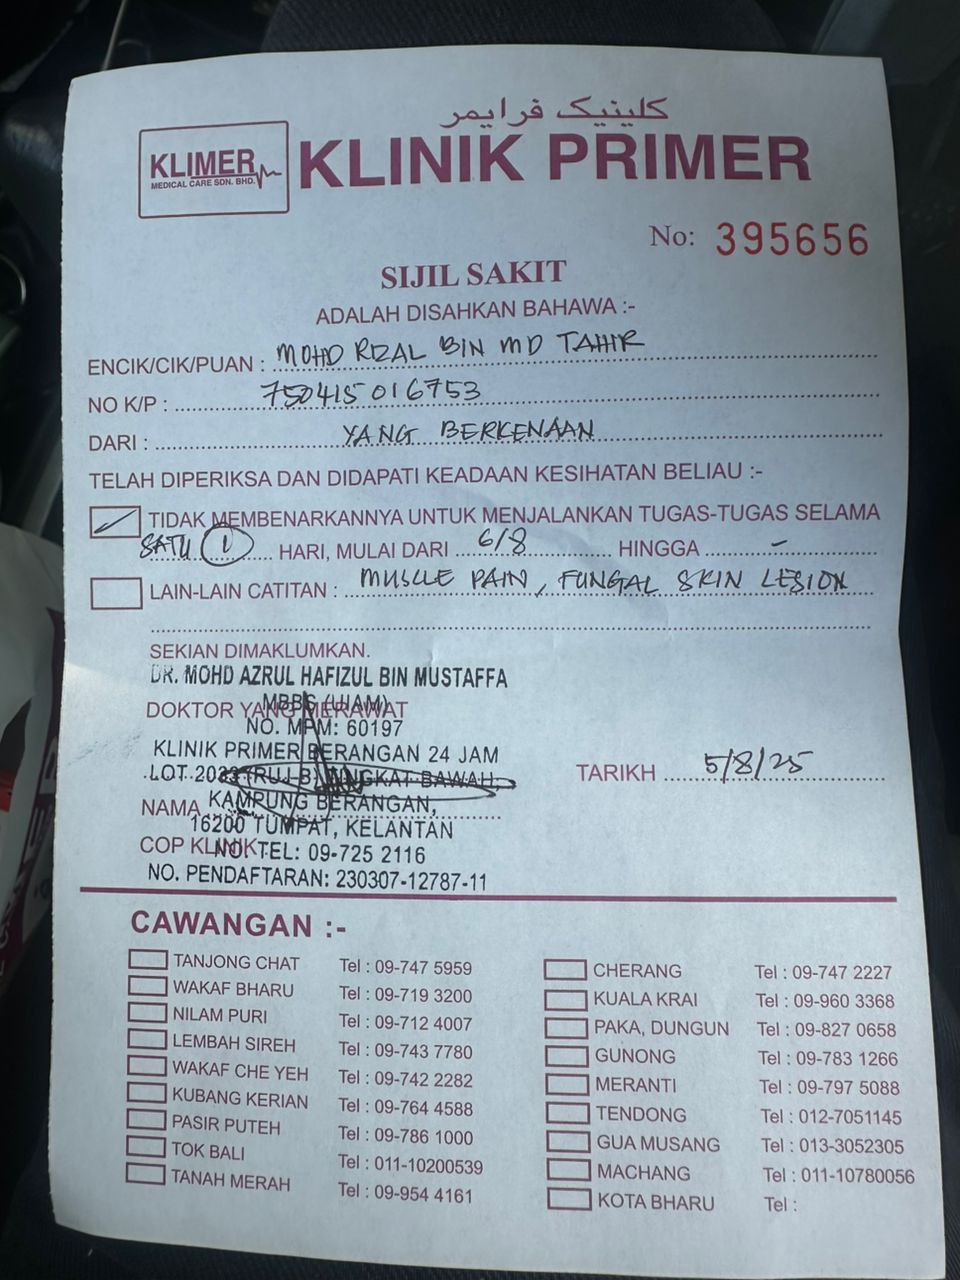 كلينيک ڤرايمر
KLIMER
MEDICAL CARE SDN. BHD.
KLINIK PRIMER
No: 395656
SIJIL SAKIT
ADALAH DISAHKAN BAHAWA :-
ENCIK/CIK/PUAN : MOHD RIZAL BIN MD TAHIR
NO K/P : 750415016753
DARI : YANG BERKENAAN
TELAH DIPERIKSA DAN DIDAPATI KEADAAN KESIHATAN BELIAU :-
TIDAK MEMBENARKANNYA UNTUK MENJALANKAN TUGAS-TUGAS SELAMA
SATU (1) HARI, MULAI DARI 6/8 HINGGA -
LAIN-LAIN CATITAN : MUSCLE PAIN, FUNGAL SKIN LESION
SEKIAN DIMAKLUMKAN.
DR. MOHD AZRUL HAFIZUL BIN MUSTAFFA
MBBS (UIAM)
DOKTOR YANG MERAWAT
NO. MPM: 60197
KLINIK PRIMER BERANGAN 24 JAM
LOT BAWAH,
TARIKH 5/8/25
NAMA
KAMPUNG BERANGAN,
16200 TUMPAT, KELANTAN
COP KLINIK
NO. TEL: 09-725 2116
NO. PENDAFTARAN: 230307-12787-11
CAWANGAN :-
TANJONG CHAT Tel : 09-747 5959
WAKAF BHARU Tel : 09-719 3200
NILAM PURI Tel : 09-712 4007
LEMBAH SIREH Tel : 09-743 7780
WAKAF CHE YEH Tel : 09-742 2282
KUBANG KERIAN Tel : 09-764 4588
PASIR PUTEH Tel : 09-786 1000
TOK BALI Tel : 011-10200539
TANAH MERAH Tel : 09-954 4161
CHERANG Tel : 09-747 2227
KUALA KRAI Tel : 09-960 3368
PAKA, DUNGUN Tel : 09-827 0658
GUNONG Tel : 09-783 1266
MERANTI Tel : 09-797 5088
TENDONG Tel : 012-7051145
GUA MUSANG Tel : 013-3052305
MACHANG Tel : 011-10780056
KOTA BHARU Tel :